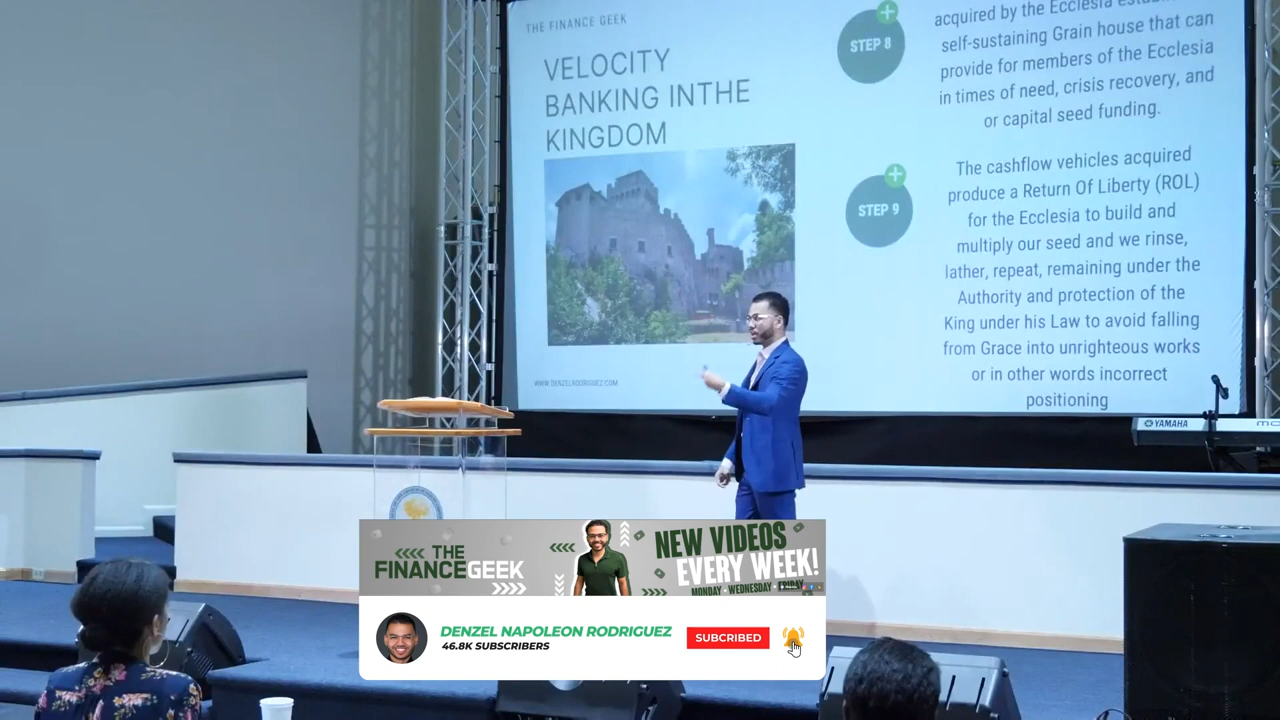 THE FINANCE GEEK
VELOCITY
BANKING INTHE
KINGDOM
WWW.DENZELRODRIGUEZ.COM
STEP 8
acquired by the Ecclesia
self-sustaining Grain house that can
provide for members of the Ecclesia
in times of need, crisis recovery, and
or capital seed funding.
STEP 9
The cashflow vehicles acquired
produce a Return Of Liberty (ROL)
for the Ecclesia to build and
multiply our seed and we rinse,
lather, repeat, remaining under the
Authority and protection of the
King under his Law to avoid falling
from Grace into unrighteous works
or in other words incorrect
positioning
YAMAHA
THE
FINANCEGEEK
NEW VIDEOS
EVERY WEEK!
MONDAY - WEDNESDAY - FRIDAY
DENZEL NAPOLEON RODRIGUEZ
46.8K SUBSCRIBERS
SUBCRIBED